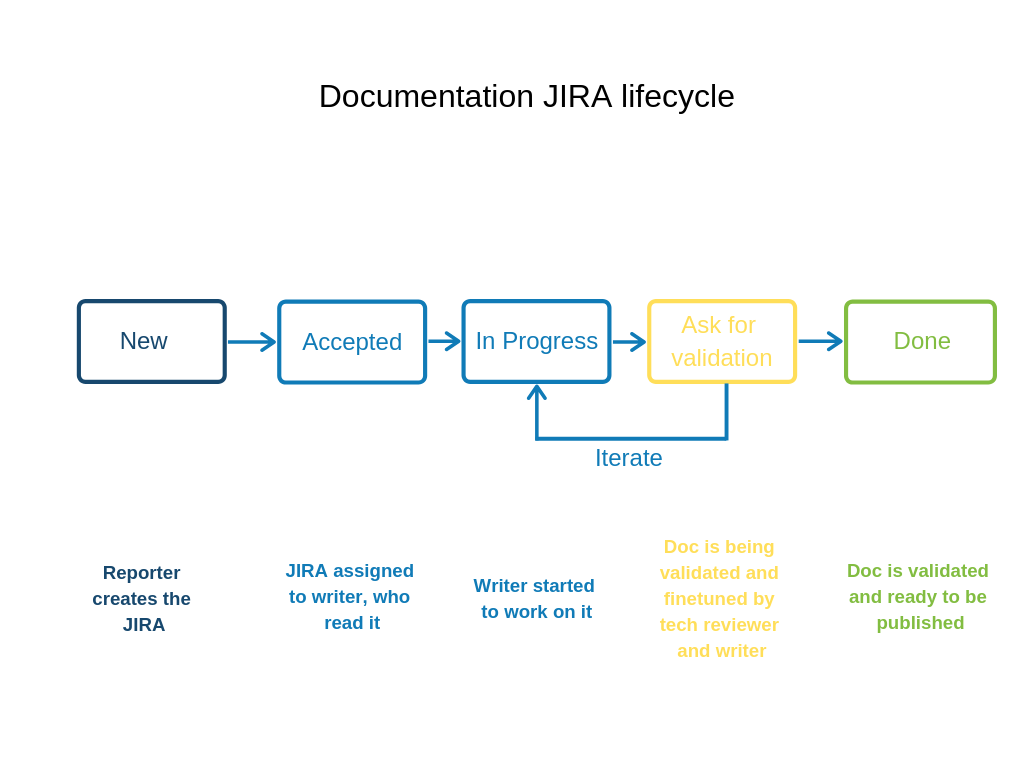 Documentation JIRA lifecycle
New
Accepted
In Progress
Ask for
validation
Done
Iterate
Reporter
creates the
JIRA
JIRA assigned
to writer, who
read it
Writer started
to work on it
Doc is being
validated and
finetuned by
tech reviewer
and writer
Doc is validated
and ready to be
published